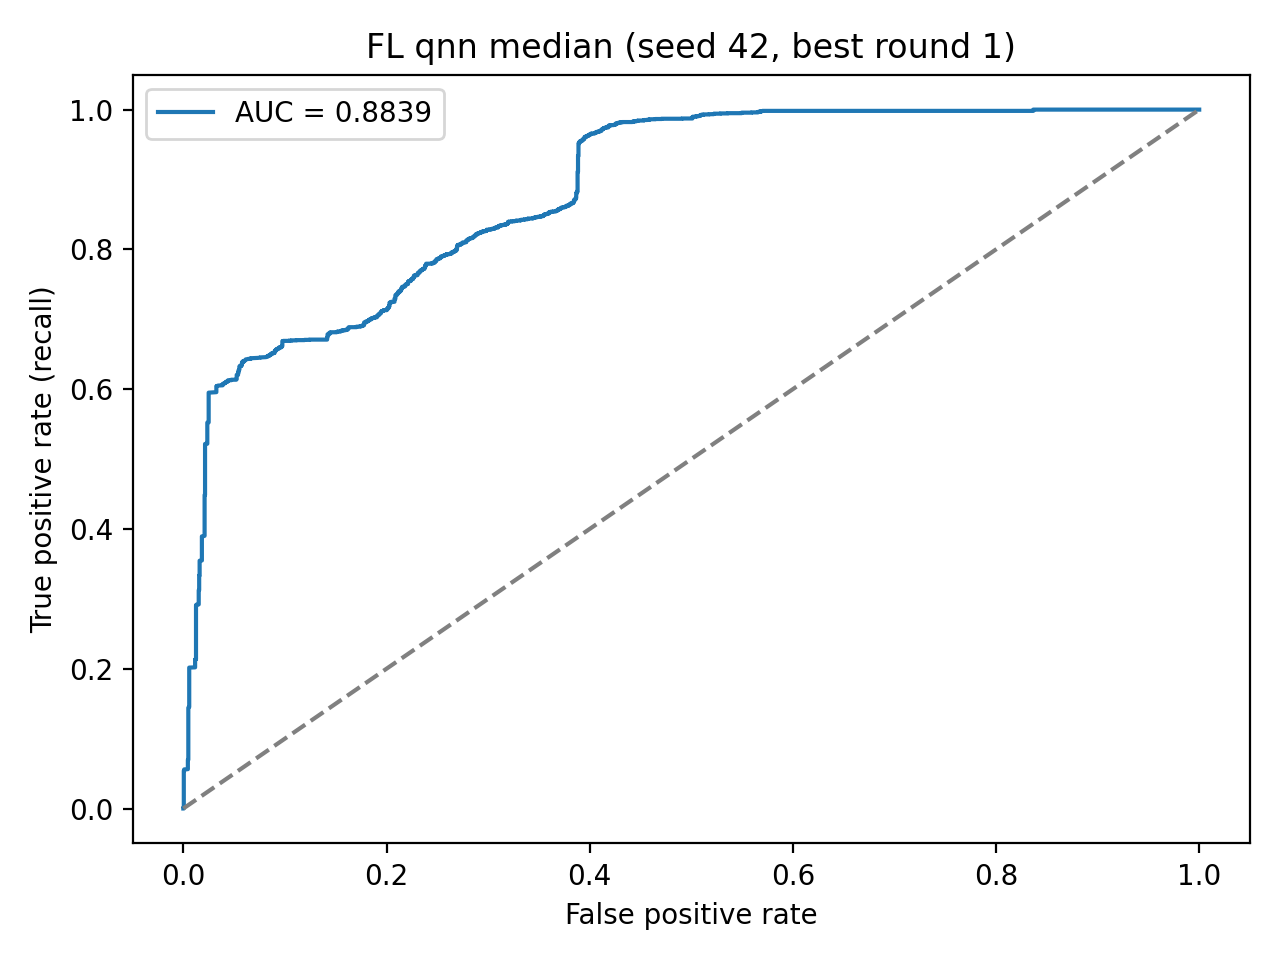 FL qnn median (seed 42, best round 1)
AUC = 0.8839
1.0
0.8
0.6
0.4
0.2
0.0
True positive rate (recall)
0.0 0.2 0.4 0.6 0.8 1.0
False positive rate